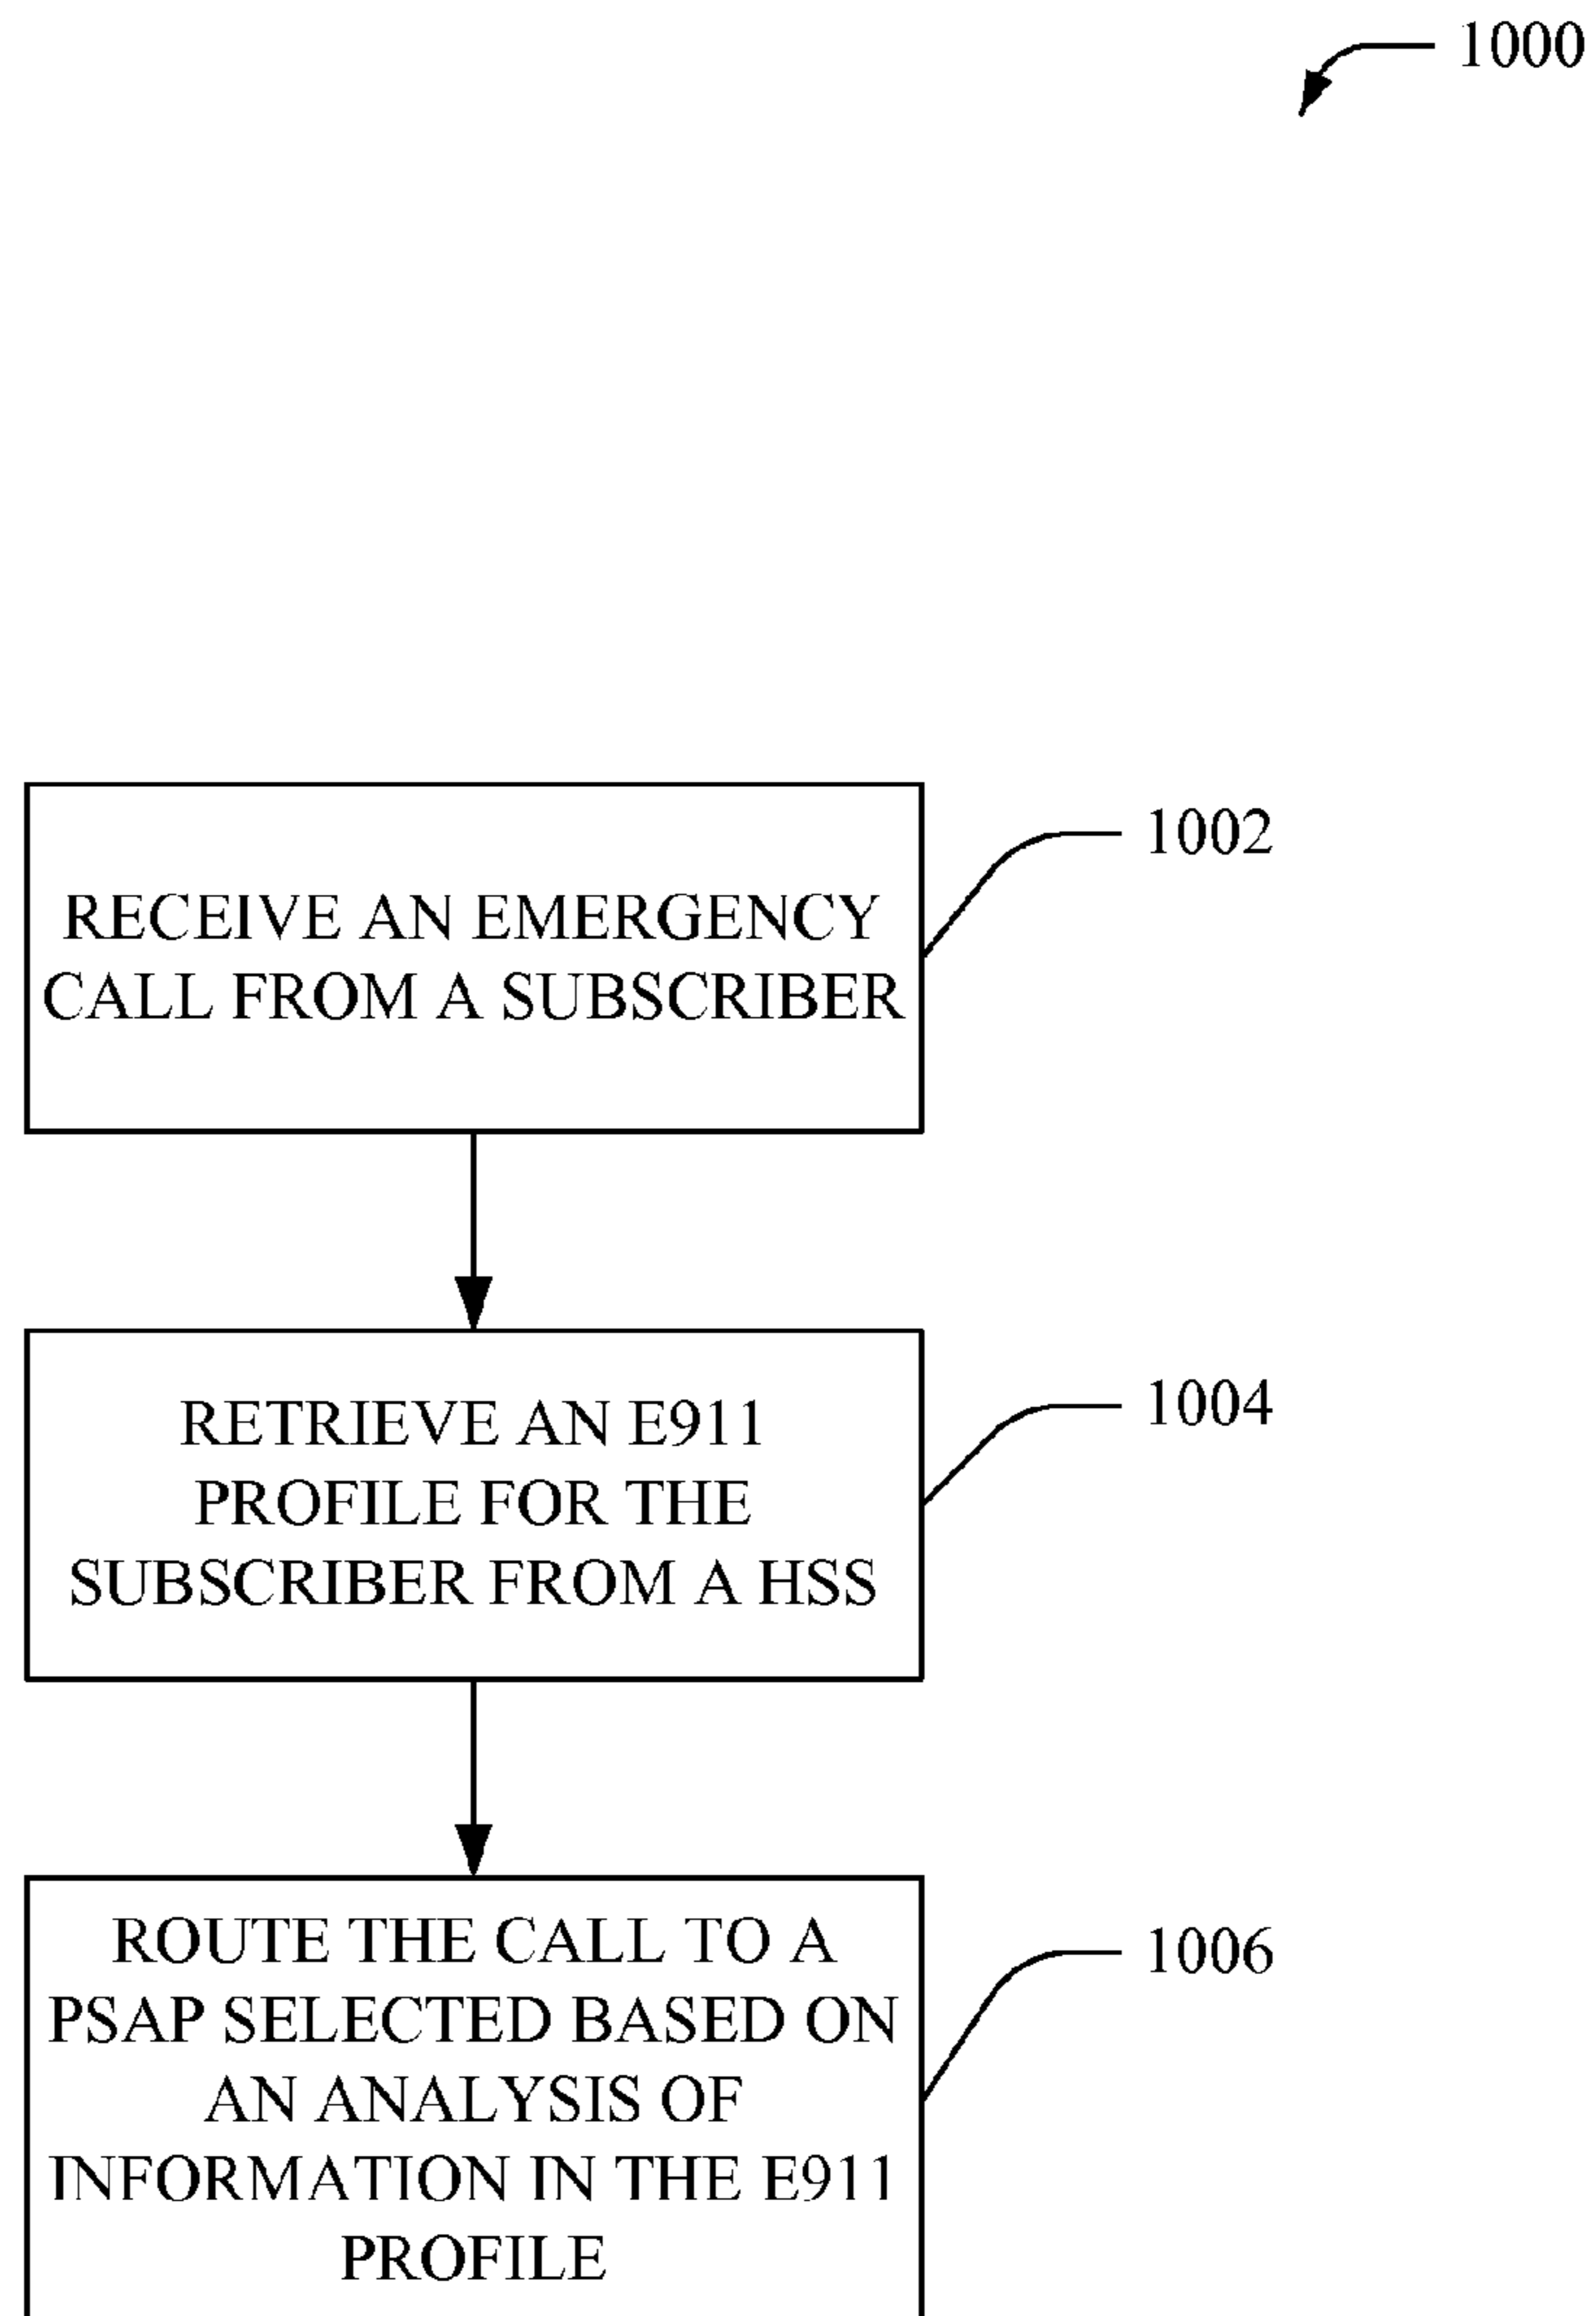 1000
RECEIVE AN EMERGENCY
CALL FROM A SUBSCRIBER
1002
RETRIEVE AN E911
PROFILE FOR THE
SUBSCRIBER FROM A HSS
1004
ROUTE THE CALL TO A
PSAP SELECTED BASED ON
AN ANALYSIS OF
INFORMATION IN THE E911
PROFILE
1006